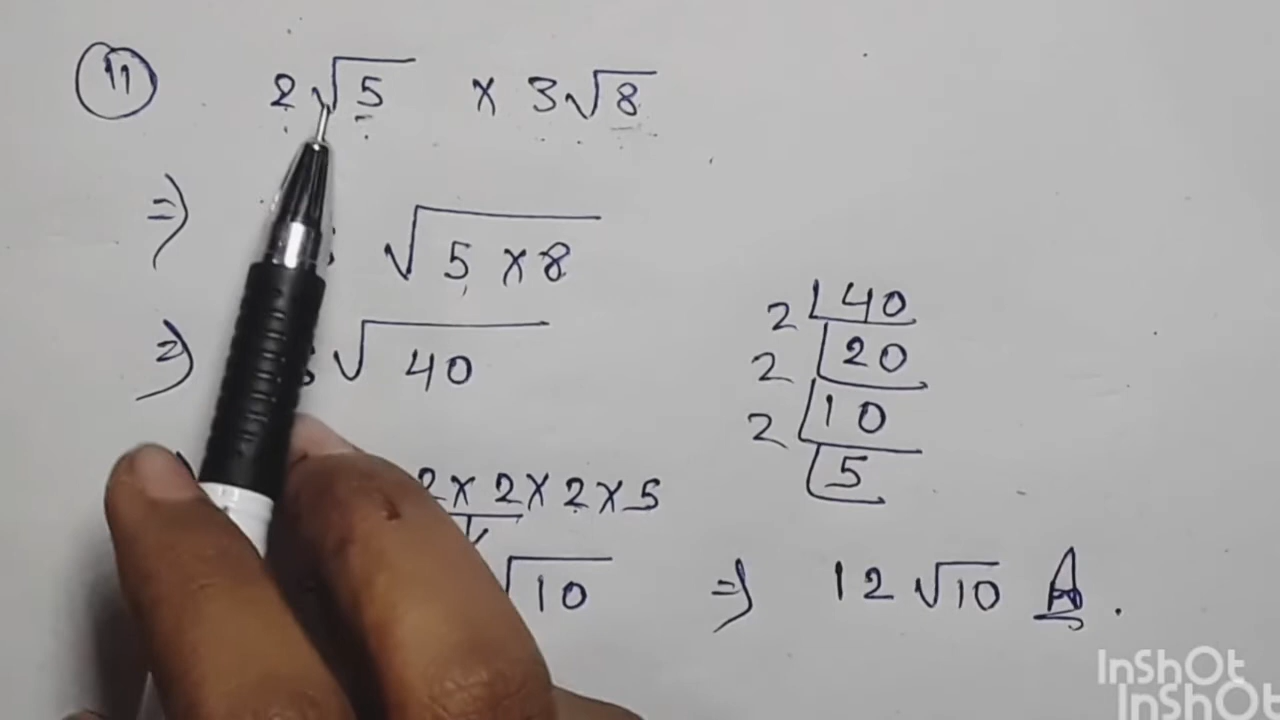 11 2√5 × 3√8
⇒ √5 × 8
⇒ √40
2 × 2 × 2 × 5
√10 ⇒ 12√10 A.
2 40
2 20
2 10
5
InShOt
InShOt